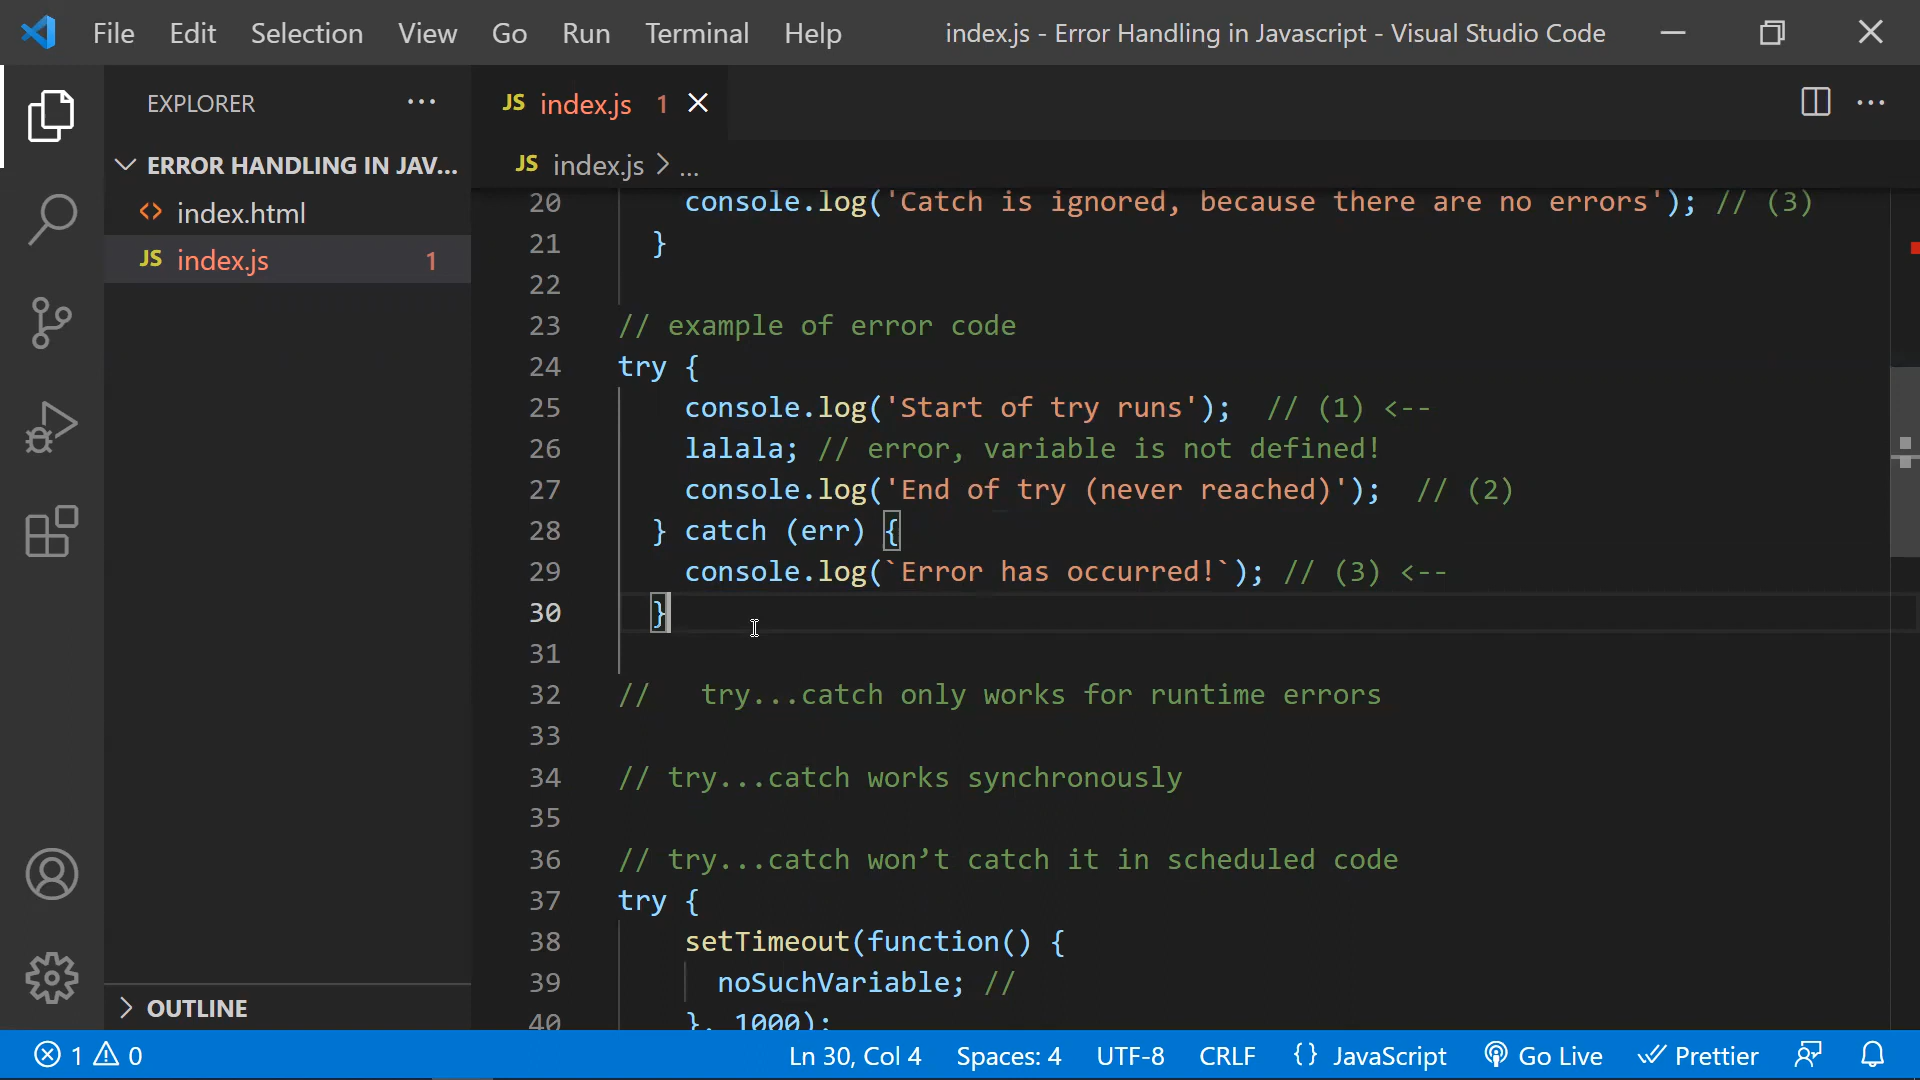 File Edit Selection View Go Run Terminal Help index.js - Error Handling in Javascript - Visual Studio Code
EXPLORER ...
JS index.js 1
ERROR HANDLING IN JAV...
JS index.js > ...
<> index.html
JS index.js 1
20 console.log('Catch is ignored, because there are no errors'); // (3)
21 }
22
23 // example of error code
24 try {
25 console.log('Start of try runs');  // (1) <--
26 lalala; // error, variable is not defined!
27 console.log('End of try (never reached)');  // (2)
28 } catch (err) {
29 console.log(`Error has occurred!`); // (3) <--
30 }
31
32 //   try...catch only works for runtime errors
33
34 // try...catch works synchronously
35
36 // try...catch won’t catch it in scheduled code
37 try {
38 setTimeout(function() {
39 noSuchVariable; //
40 }, 1000);
OUTLINE
1 0 Ln 30, Col 4 Spaces: 4 UTF-8 CRLF {} JavaScript Go Live Prettier